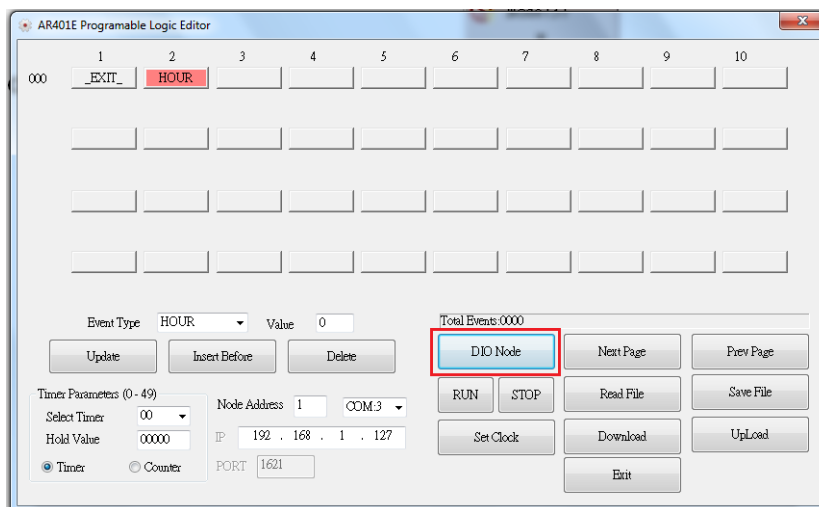 AR401E Programable Logic Editor
1 2 3 4 5 6 7 8 9 10
000 _EXIT_ HOUR
Event Type HOUR Value 0
Total Events:0000
Update Insert Before Delete
DIO Node Next Page Prev Page
Timer Parameters (0 - 49)
Select Timer 00
Node Address 1 COM:3
RUN STOP Read File Save File
Hold Value 00000
IP 192 . 168 . 1 . 127
Set Clock Download UpLoad
Timer Counter
PORT 1621
Exit